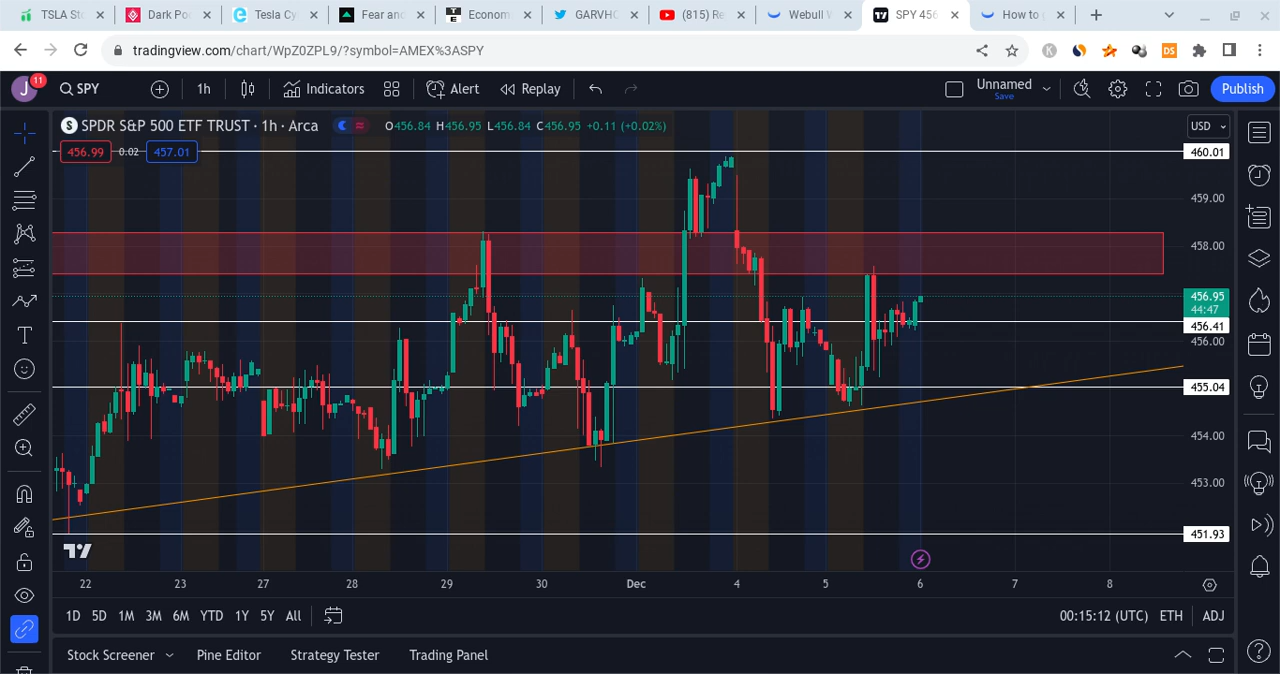 TSLA Sto
Dark Poo
Tesla Cy
Fear and
Econom
GARVHO
(815) Re
Webull W
SPY 456
How to
tradingview.com/chart/WpZ0ZPL9/?symbol=AMEX%3ASPY
K
DS
J
11
SPY
1h
Indicators
Alert
Replay
Unnamed
Save
Publish
SPDR S&P 500 ETF TRUST · 1h · Arca
O456.84 H456.95 L456.84 C456.95 +0.11 (+0.02%)
USD
456.99
0.02
457.01
460.01
459.00
458.00
456.95
44:47
456.41
456.00
455.04
454.00
453.00
451.93
22
23
27
28
29
30
Dec
4
5
6
7
8
1D
5D
1M
3M
6M
YTD
1Y
5Y
All
00:15:12 (UTC)
ETH
ADJ
Stock Screener
Pine Editor
Strategy Tester
Trading Panel